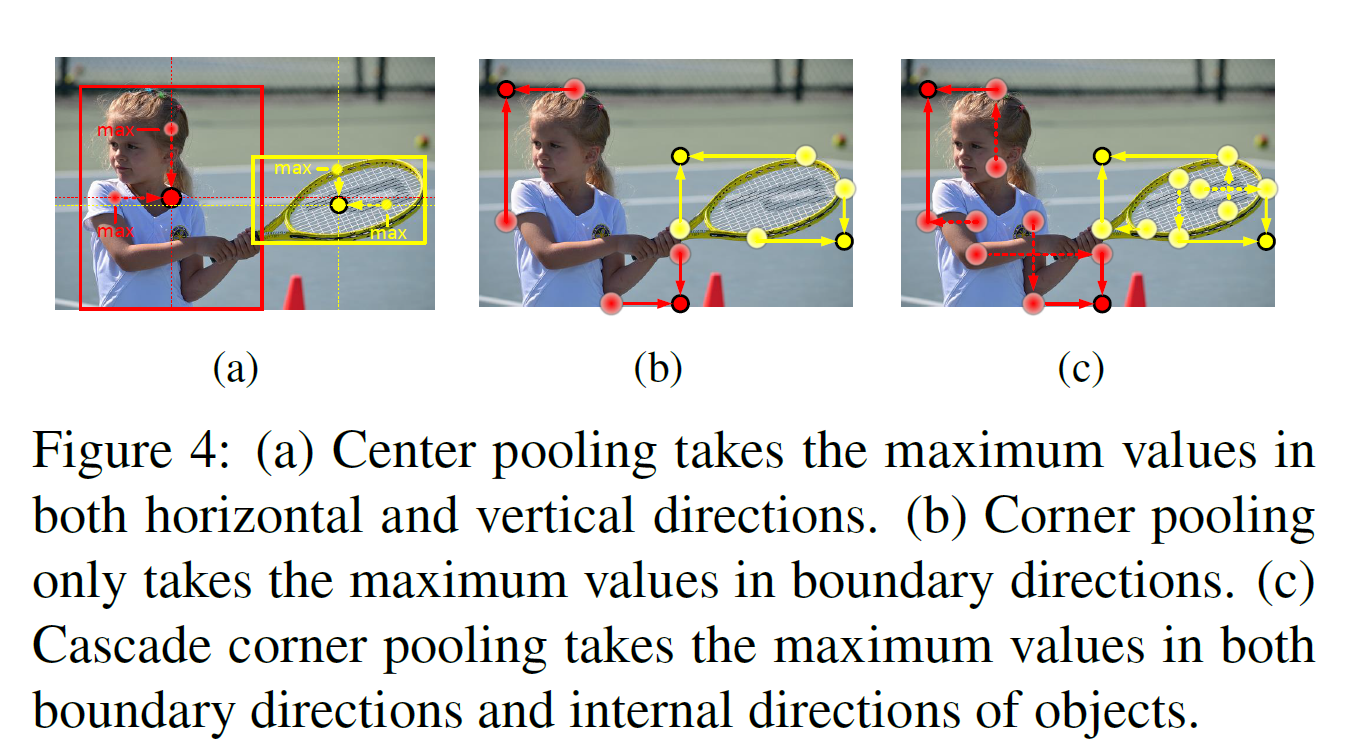 max
max
max
max
(a)
(b)
(c)
Figure 4: (a) Center pooling takes the maximum values in
both horizontal and vertical directions. (b) Corner pooling
only takes the maximum values in boundary directions. (c)
Cascade corner pooling takes the maximum values in both
boundary directions and internal directions of objects.